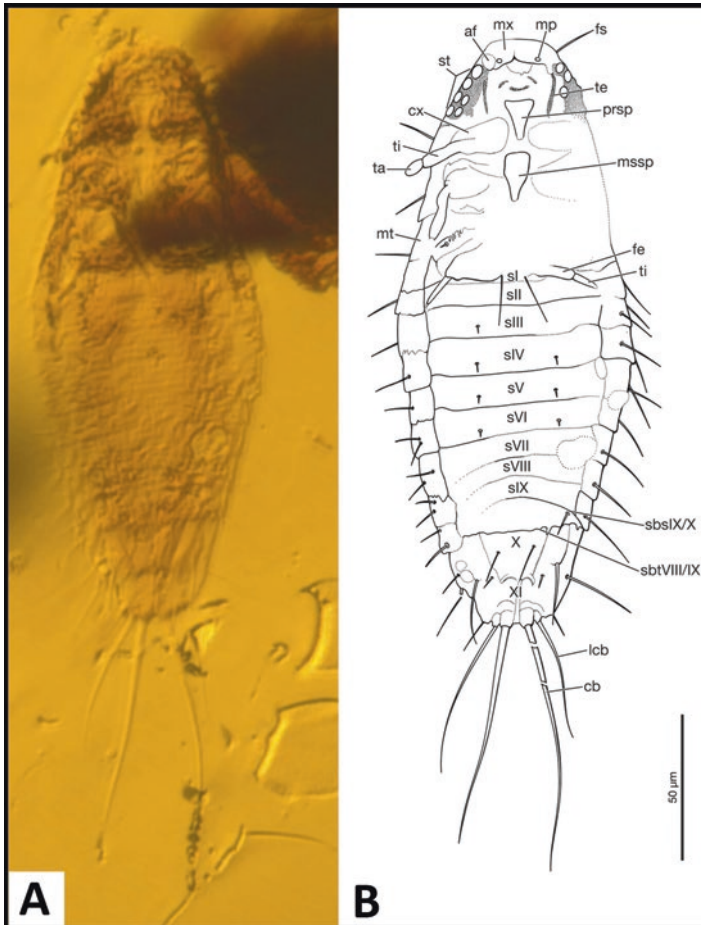 A
B
af
mx
mp
fs
st
te
cx
prsp
ti
ta
mssp
mt
fe
sI
ti
sII
sIII
sIV
sV
sVI
sVII
sVIII
sIX
sbsIX/X
X
sbtVIII/IX
XI
lcb
cb
50 µm